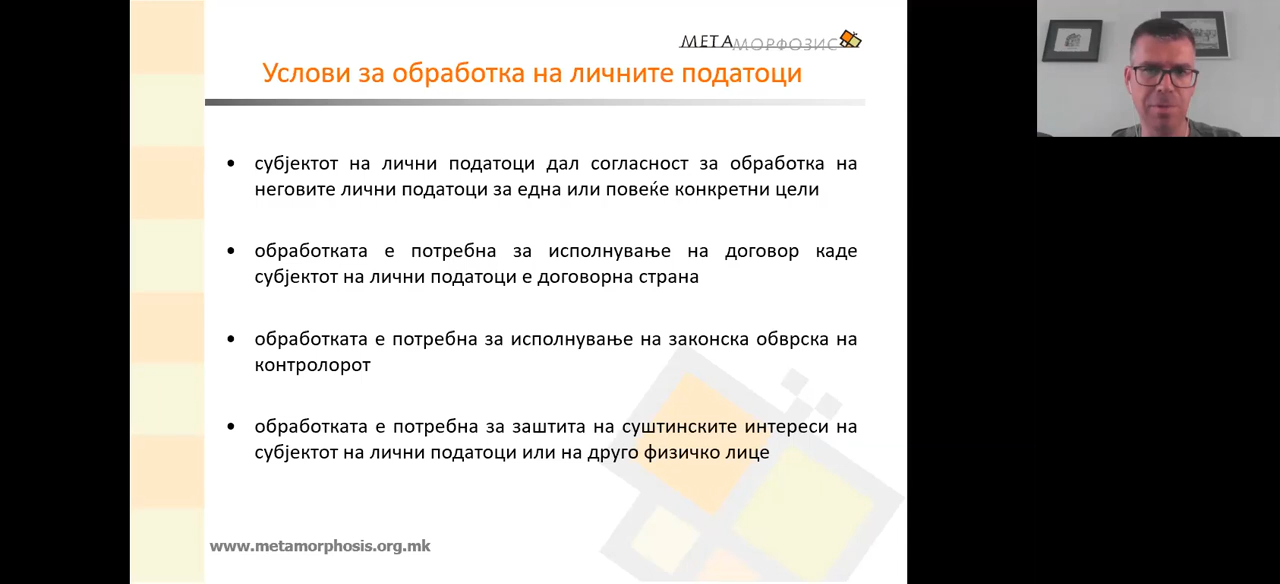 МЕТАМОРФОЗИС
Услови за обработка на личните податоци
• субјектот на лични податоци дал согласност за обработка на
неговите лични податоци за една или повеќе конкретни цели
• обработката е потребна за исполнување на договор каде
субјектот на лични податоци е договорна страна
• обработката е потребна за исполнување на законска обврска на
контролорот
• обработката е потребна за заштита на суштинските интереси на
субјектот на лични податоци или на друго физичко лице
www.metamorphosis.org.mk